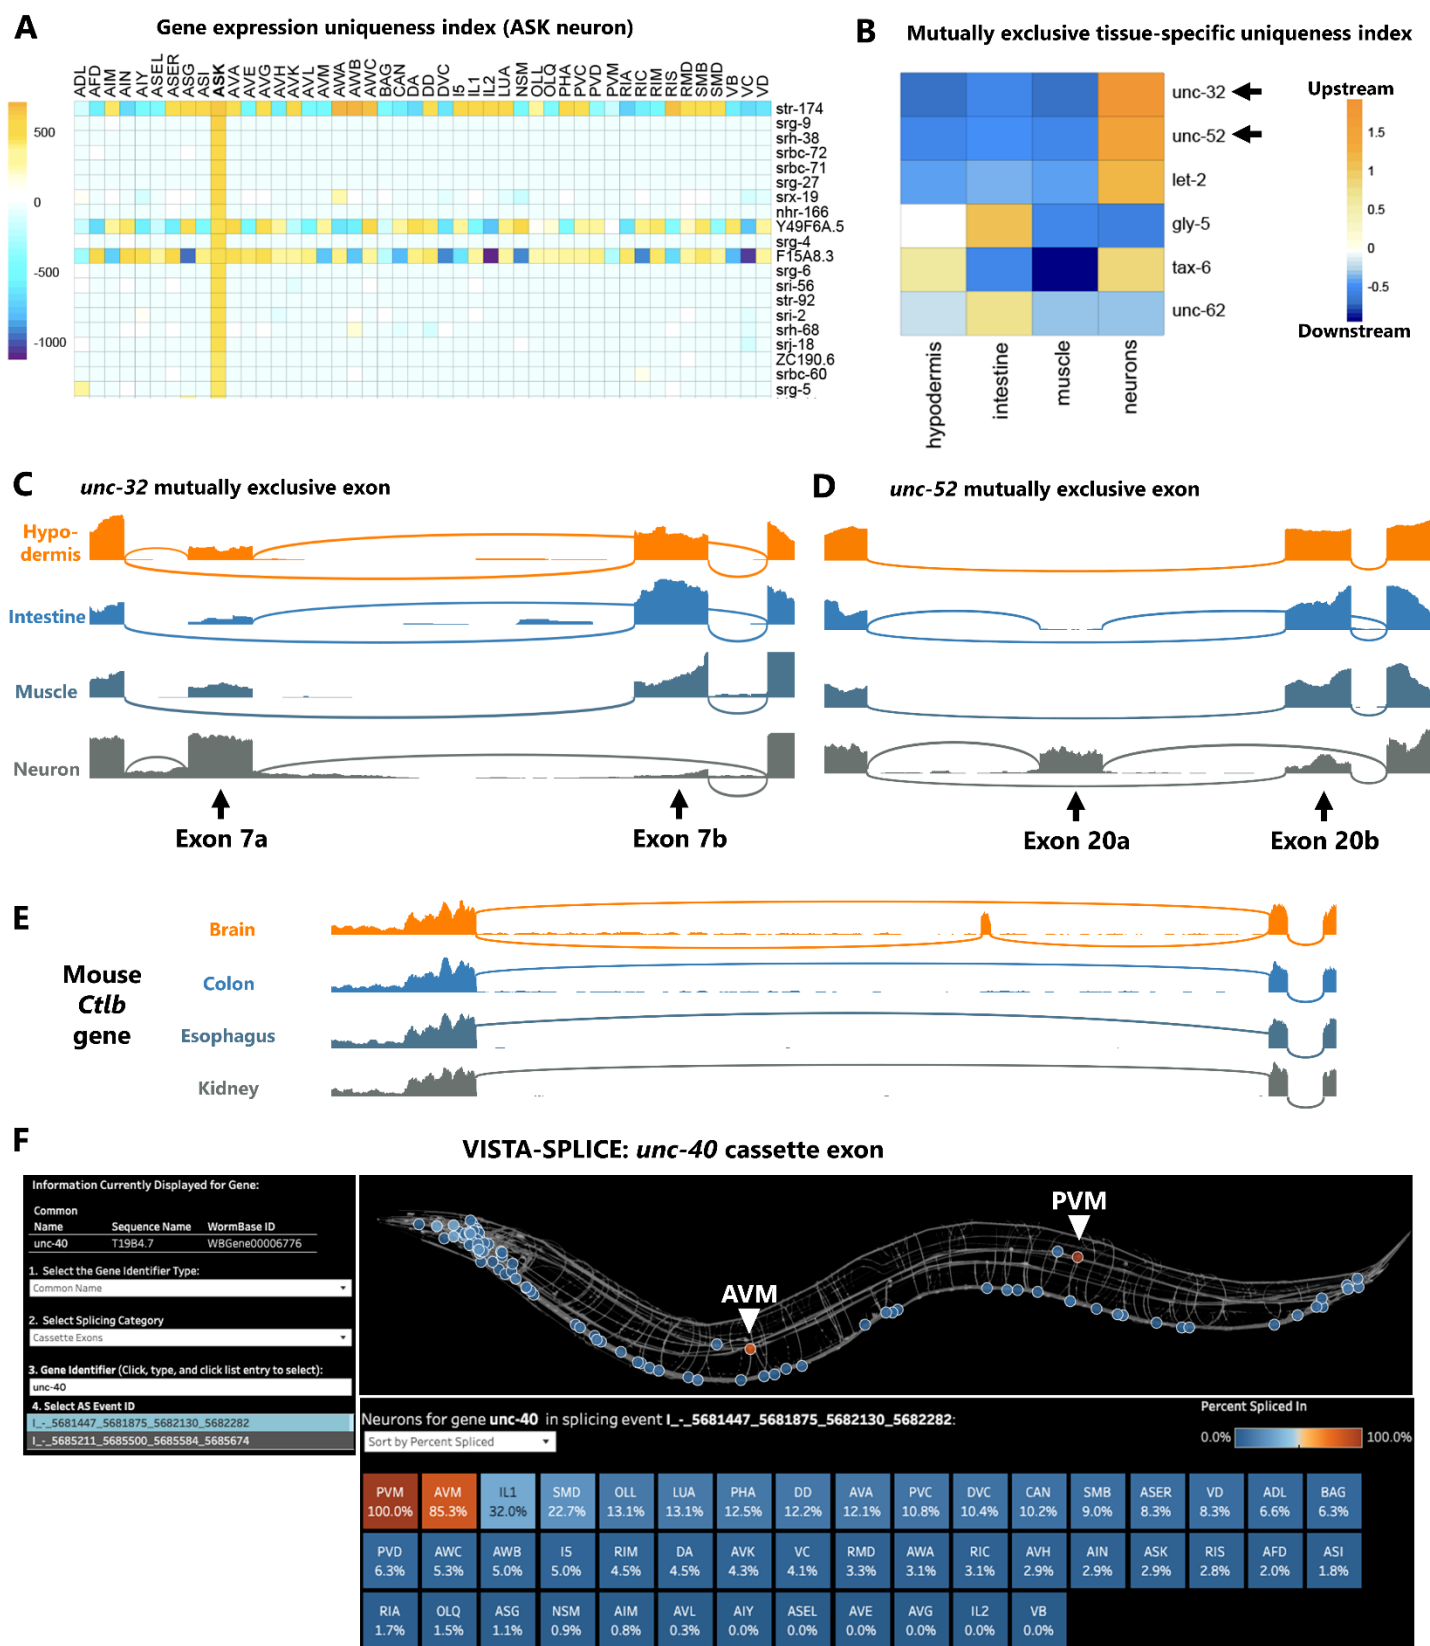 A
Gene expression uniqueness index (ASK neuron)
ADL AFD AIM AIN AIY ASEL ASER ASG ASI ASK AVA AVE AVG AVH AVK AVL AVM AWA AWB AWC BAG CAN DA DD DVC I5 IL1 IL2 LUA NSM OLL OLQ PHA PVC PVD PVM RIA RIC RIM RIS RMD SMB SMD VB VC VD
500
0
-500
-1000
str-174
srg-9
srh-38
srbc-72
srbc-71
srg-27
srx-19
nhr-166
Y49F6A.5
srg-4
F15A8.3
srg-6
sri-56
str-92
sri-2
srh-68
srj-18
ZC190.6
srbc-60
srg-5
B
Mutually exclusive tissue-specific uniqueness index
unc-32
unc-52
let-2
gly-5
tax-6
unc-62
hypodermis
intestine
muscle
neurons
Upstream
1.5
1
0.5
0
-0.5
Downstream
C
unc-32 mutually exclusive exon
Hypo-
dermis
Intestine
Muscle
Neuron
Exon 7a
Exon 7b
D
unc-52 mutually exclusive exon
Exon 20a
Exon 20b
E
Mouse
Ctlb
gene
Brain
Colon
Esophagus
Kidney
F
VISTA-SPLICE: unc-40 cassette exon
Information Currently Displayed for Gene:
Common
Name Sequence Name WormBase ID
unc-40 T19B4.7 WBGene00006776
1. Select the Gene Identifier Type:
Common Name
2. Select Splicing Category
Cassette Exons
3. Gene Identifier (Click, type, and click list entry to select):
unc-40
4. Select AS Event ID
I_-_5681447_5681875_5682130_5682282
I_-_5685211_5685500_5685584_5685674
AVM
PVM
Neurons for gene unc-40 in splicing event I_-_5681447_5681875_5682130_5682282:
Sort by Percent Spliced
Percent Spliced In
0.0% 100.0%
PVM AVM IL1 SMD OLL LUA PHA DD AVA PVC DVC CAN SMB ASER VD ADL BAG
100.0% 85.3% 32.0% 22.7% 13.1% 13.1% 12.5% 12.2% 12.1% 10.8% 10.4% 10.2% 9.0% 8.3% 8.3% 6.6% 6.3%
PVD AWC AWB I5 RIM DA AVK VC RMD AWA RIC AVH AIN ASK RIS AFD ASI
6.3% 5.3% 5.0% 5.0% 4.5% 4.5% 4.3% 4.1% 3.3% 3.1% 3.1% 2.9% 2.9% 2.9% 2.8% 2.0% 1.8%
RIA OLQ ASG NSM AIM AVL AIY ASEL AVE AVG IL2 VB
1.7% 1.5% 1.1% 0.9% 0.8% 0.3% 0.0% 0.0% 0.0% 0.0% 0.0% 0.0%